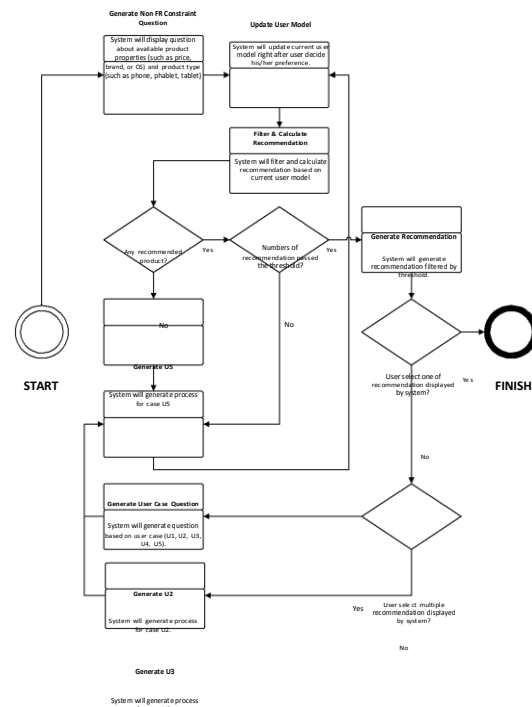 Generate Non FR Constraint
Question
Update User Model
System will display question
about available product
properties (such as price,
brand, or OS) and product type
(such as phone, phablet, tablet)
System will update current user
model right after user decide
his/her preference.
Filter & Calculate
Recommendation
System will filter and calculate
recommendation based on
current user model
Any recommended
product?
Yes
Numbers of
recommendation passed
the threshold?
Yes
Generate Recommendation
System will generate
recommendation filtered by
threshold.
No
No
START
Generate U5
System will generate process
for case U5
User select one of
recommendation displayed
by system?
Yes
FINISH
No
Generate User Case Question
System will generate question
based on user case (U1, U2, U3,
U4, U5).
Generate U2
System will generate process
for case U2.
Yes
User select multiple
recommendation displayed
by system?
No
Generate U3
System will generate process